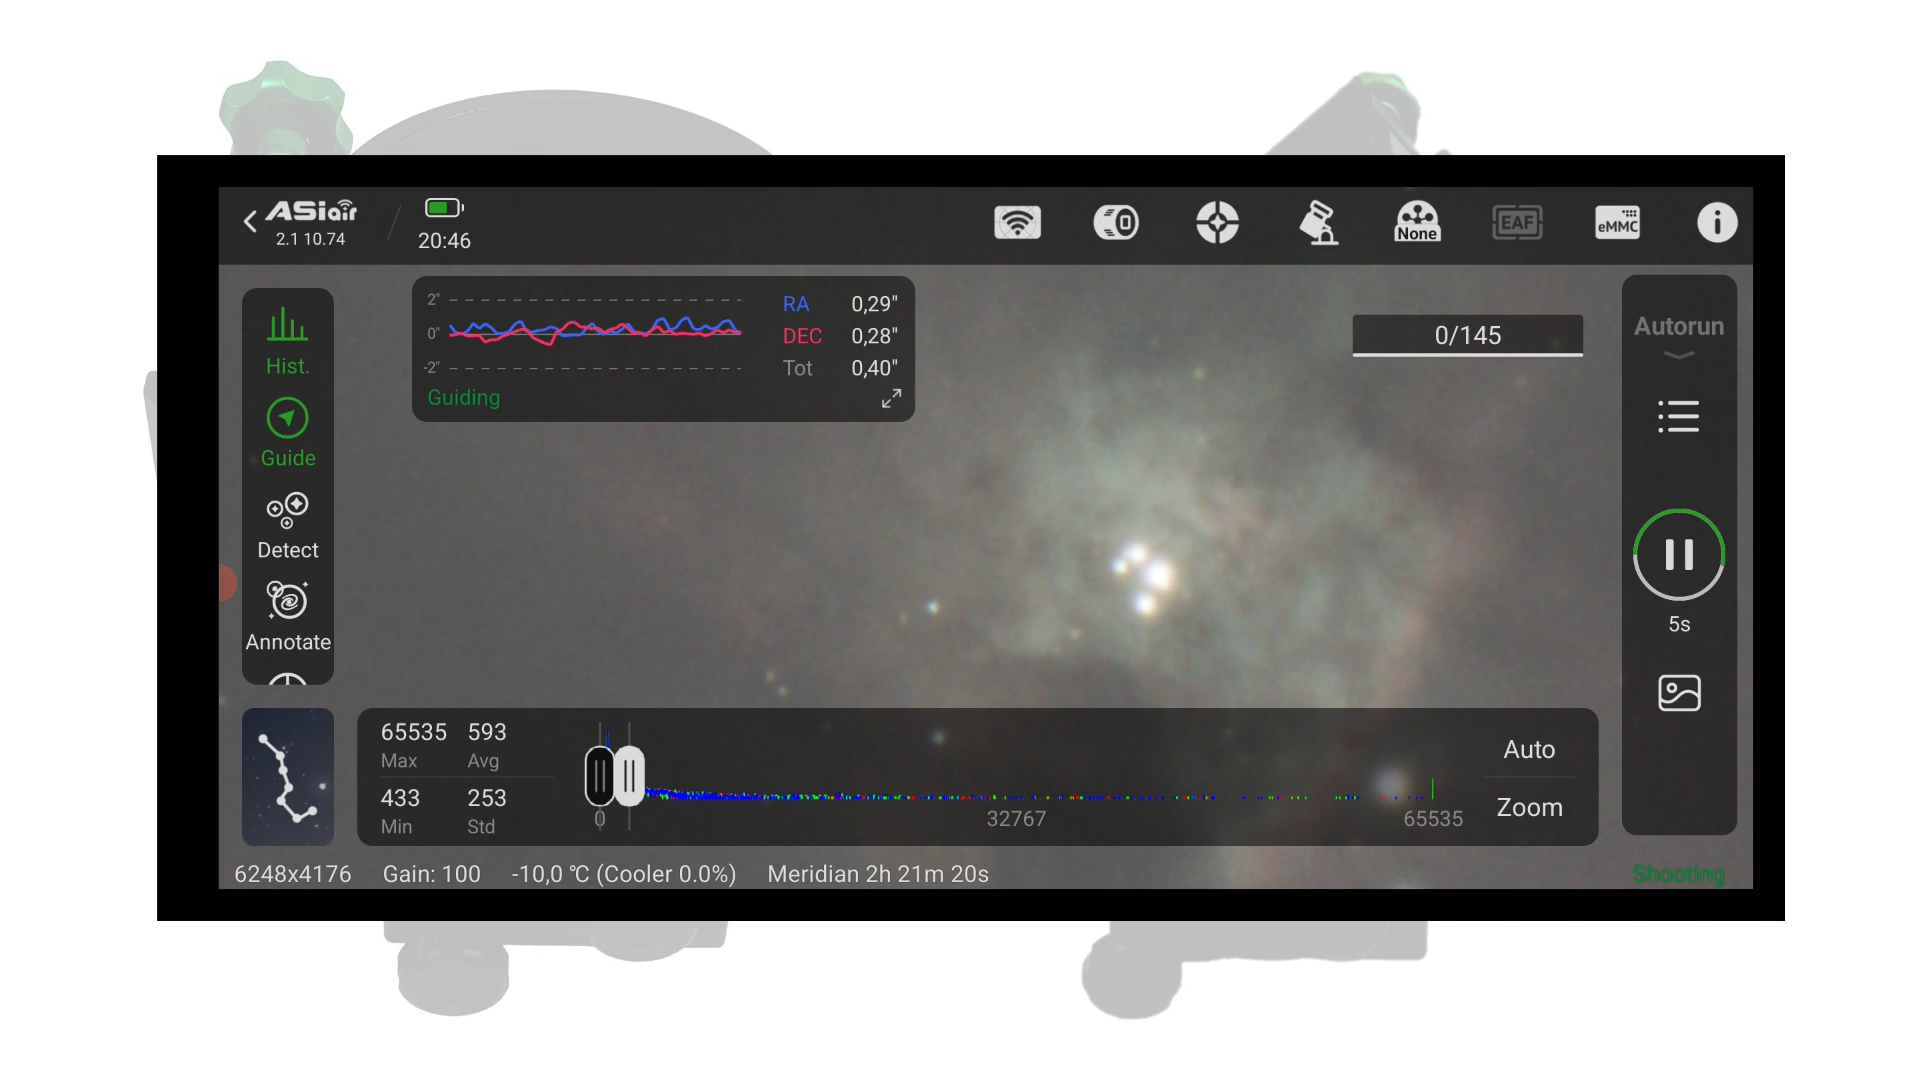 ASiair
2.1 10.74
20:46
None
EAF
eMMC
i
Hist.
Guide
Detect
Annotate
2"
0"
-2"
RA 0,29"
DEC 0,28"
Tot 0,40"
Guiding
0/145
Autorun
5s
65535 593
Max Avg
433 253
Min Std
0 32767 65535
Auto
Zoom
6248x4176 Gain: 100 -10,0 ℃ (Cooler 0.0%) Meridian 2h 21m 20s
Shooting